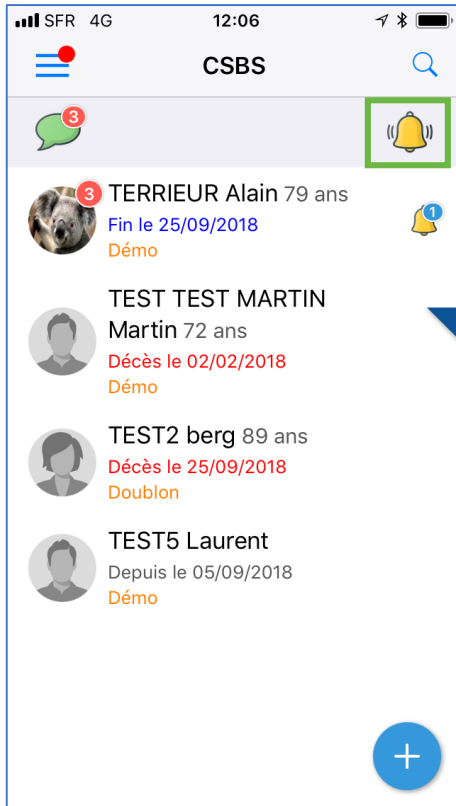 SFR 4G 12:06
CSBS
3
3 TERRIEUR Alain 79 ans
Fin le 25/09/2018 1
Démo
TEST TEST MARTIN
Martin 72 ans
Décès le 02/02/2018
Démo
TEST2 berg 89 ans
Décès le 25/09/2018
Doublon
TEST5 Laurent
Depuis le 05/09/2018
Démo
+